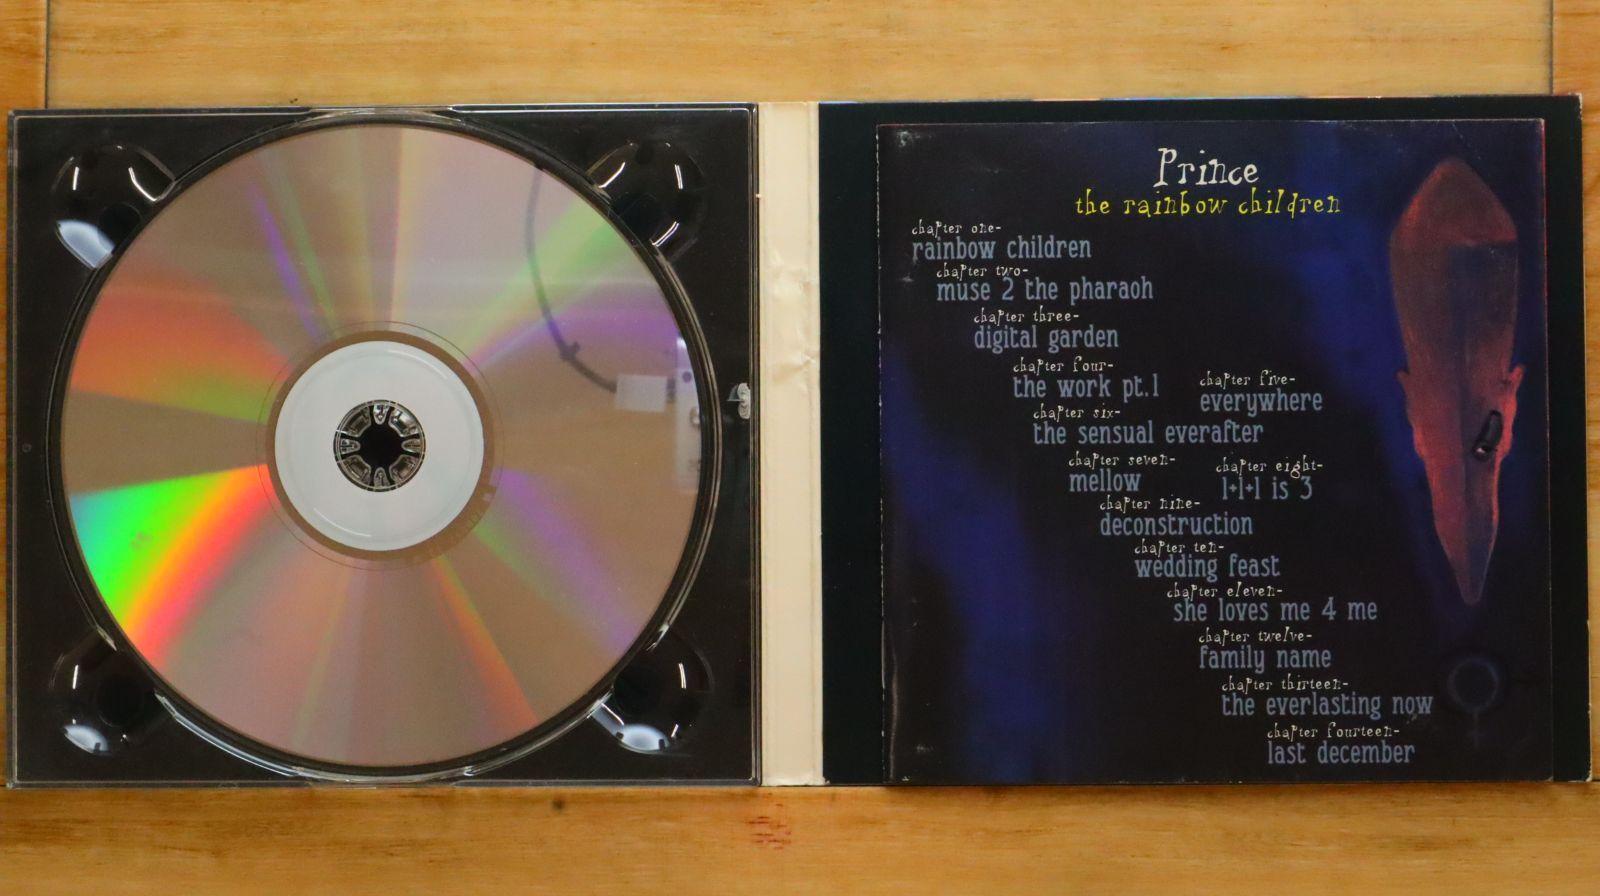 Prince
the rainbow children
chapter one-
rainbow children
chapter two-
muse 2 the pharaoh
chapter three-
digital garden
chapter four-
the work pt.1
chapter five-
everywhere
chapter six-
the sensual everafter
chapter seven-
mellow
chapter eight-
1+1+1 is 3
chapter nine-
deconstruction
chapter ten-
wedding feast
chapter eleven-
she loves me 4 me
chapter twelve-
family name
chapter thirteen-
the everlasting now
chapter fourteen-
last december